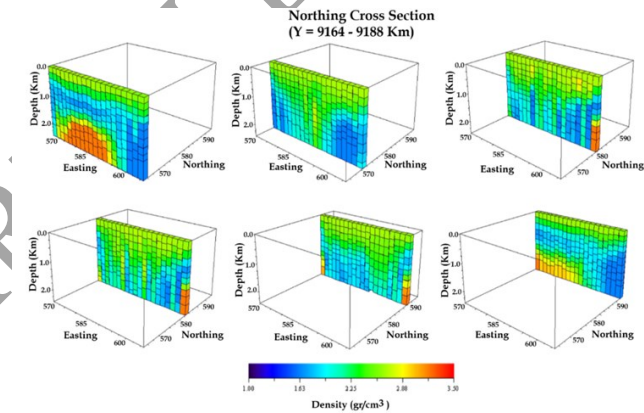 Northing Cross Section
(Y = 9164 - 9188 Km)
Depth (Km)
0.0
1.0
2.0
570
585
600
Easting
570
580
590
Northing
Depth (Km)
0.0
1.0
2.0
570
585
600
Easting
570
580
590
Northing
Depth (Km)
0.0
1.0
2.0
570
585
600
Easting
570
580
590
Northing
Depth (Km)
0.0
1.0
2.0
570
585
600
Easting
570
580
590
Northing
Depth (Km)
0.0
1.0
2.0
570
585
600
Easting
570
580
590
Northing
Depth (Km)
0.0
1.0
2.0
570
585
600
Easting
570
580
590
Northing
1.00 1.63 2.25 2.88 3.50
Density (gr/cm³)